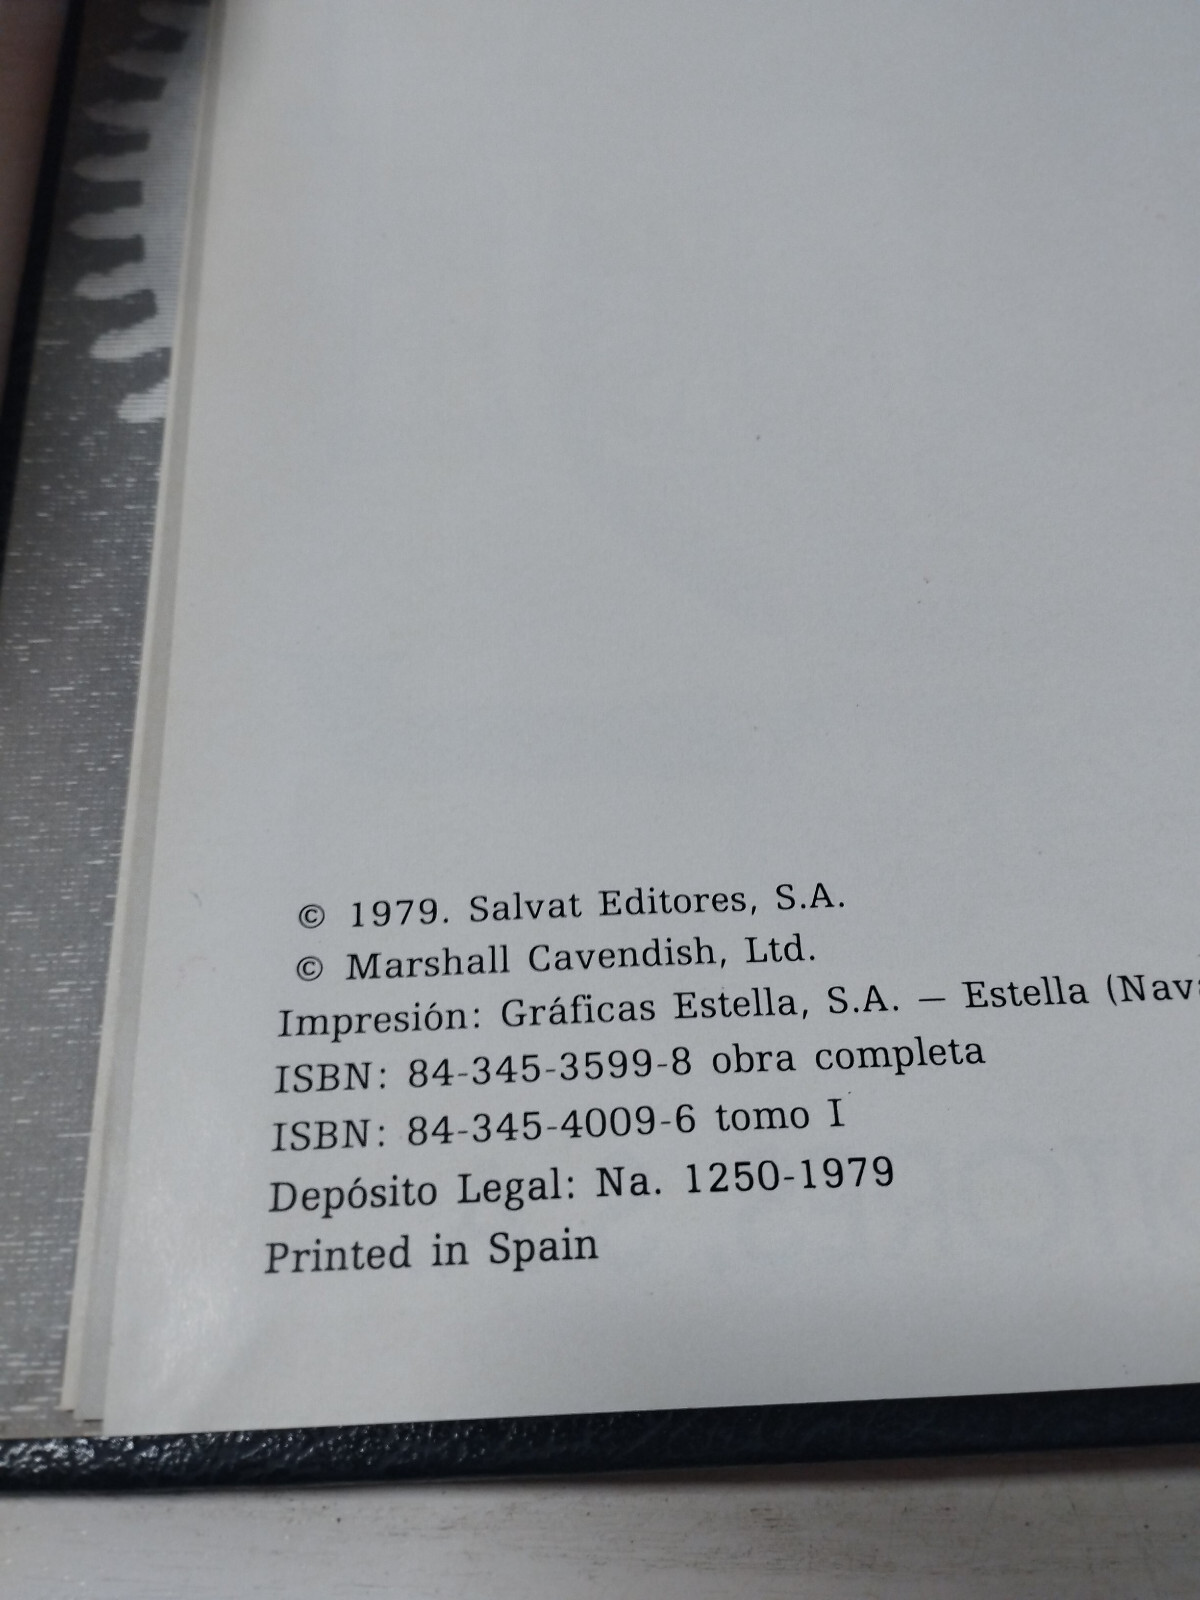 © 1979. Salvat Editores, S.A.
© Marshall Cavendish, Ltd.
Impresión: Gráficas Estella, S.A. — Estella (Nav
ISBN: 84-345-3599-8 obra completa
ISBN: 84-345-4009-6 tomo I
Depósito Legal: Na. 1250-1979
Printed in Spain